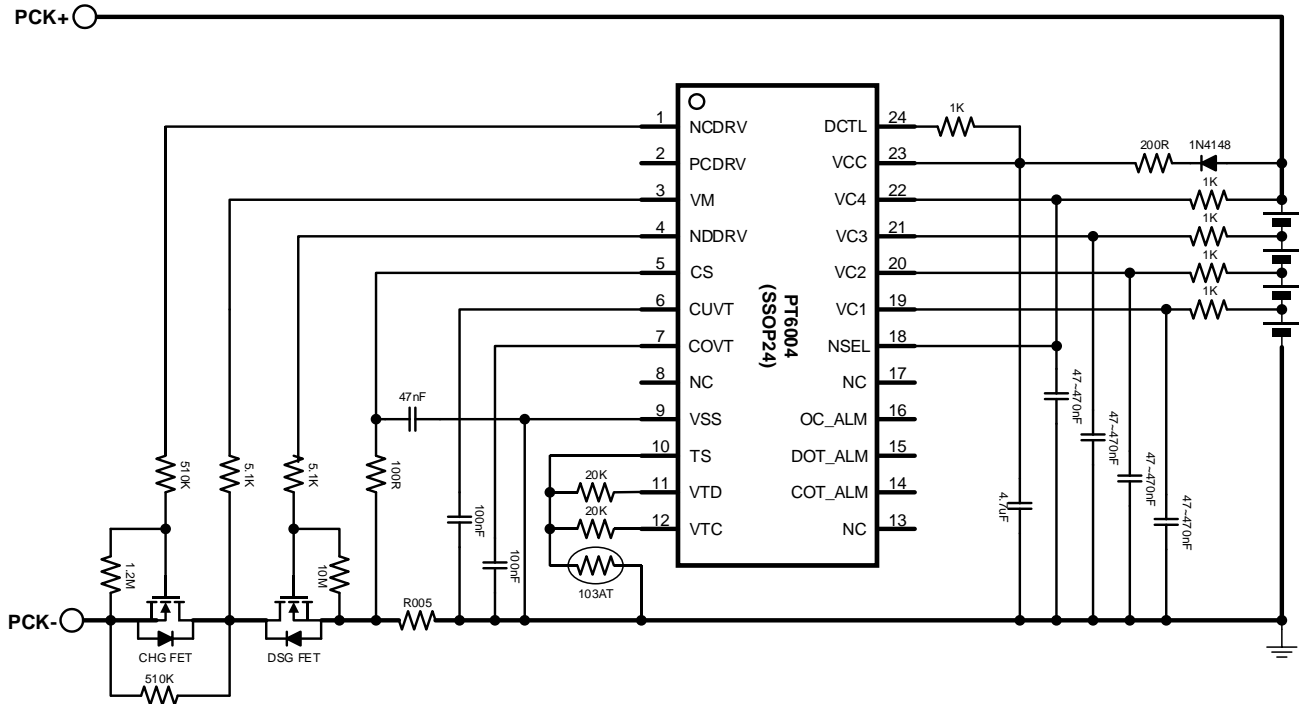 PCK+
1 NCDRV DCTL 24 1K
2 PCDRV VCC 23 200R 1N4148
3 VM VC4 22 1K
4 NDDRV VC3 21 1K
5 CS VC2 20 1K
6 CUVT VC1 19 1K
7 COVT NSEL 18
8 NC NC 17
9 VSS OC_ALM 16
10 TS DOT_ALM 15
11 VTD COT_ALM 14
12 VTC NC 13
PT6004
(SSOP24)
47nF
510K
5.1K
5.1K
100R
20K
20K
103AT
100nF
100nF
4.7uF
47~470nF
47~470nF
47~470nF
47~470nF
1.2M
10M
R005
PCK-
CHG FET
DSG FET
510K